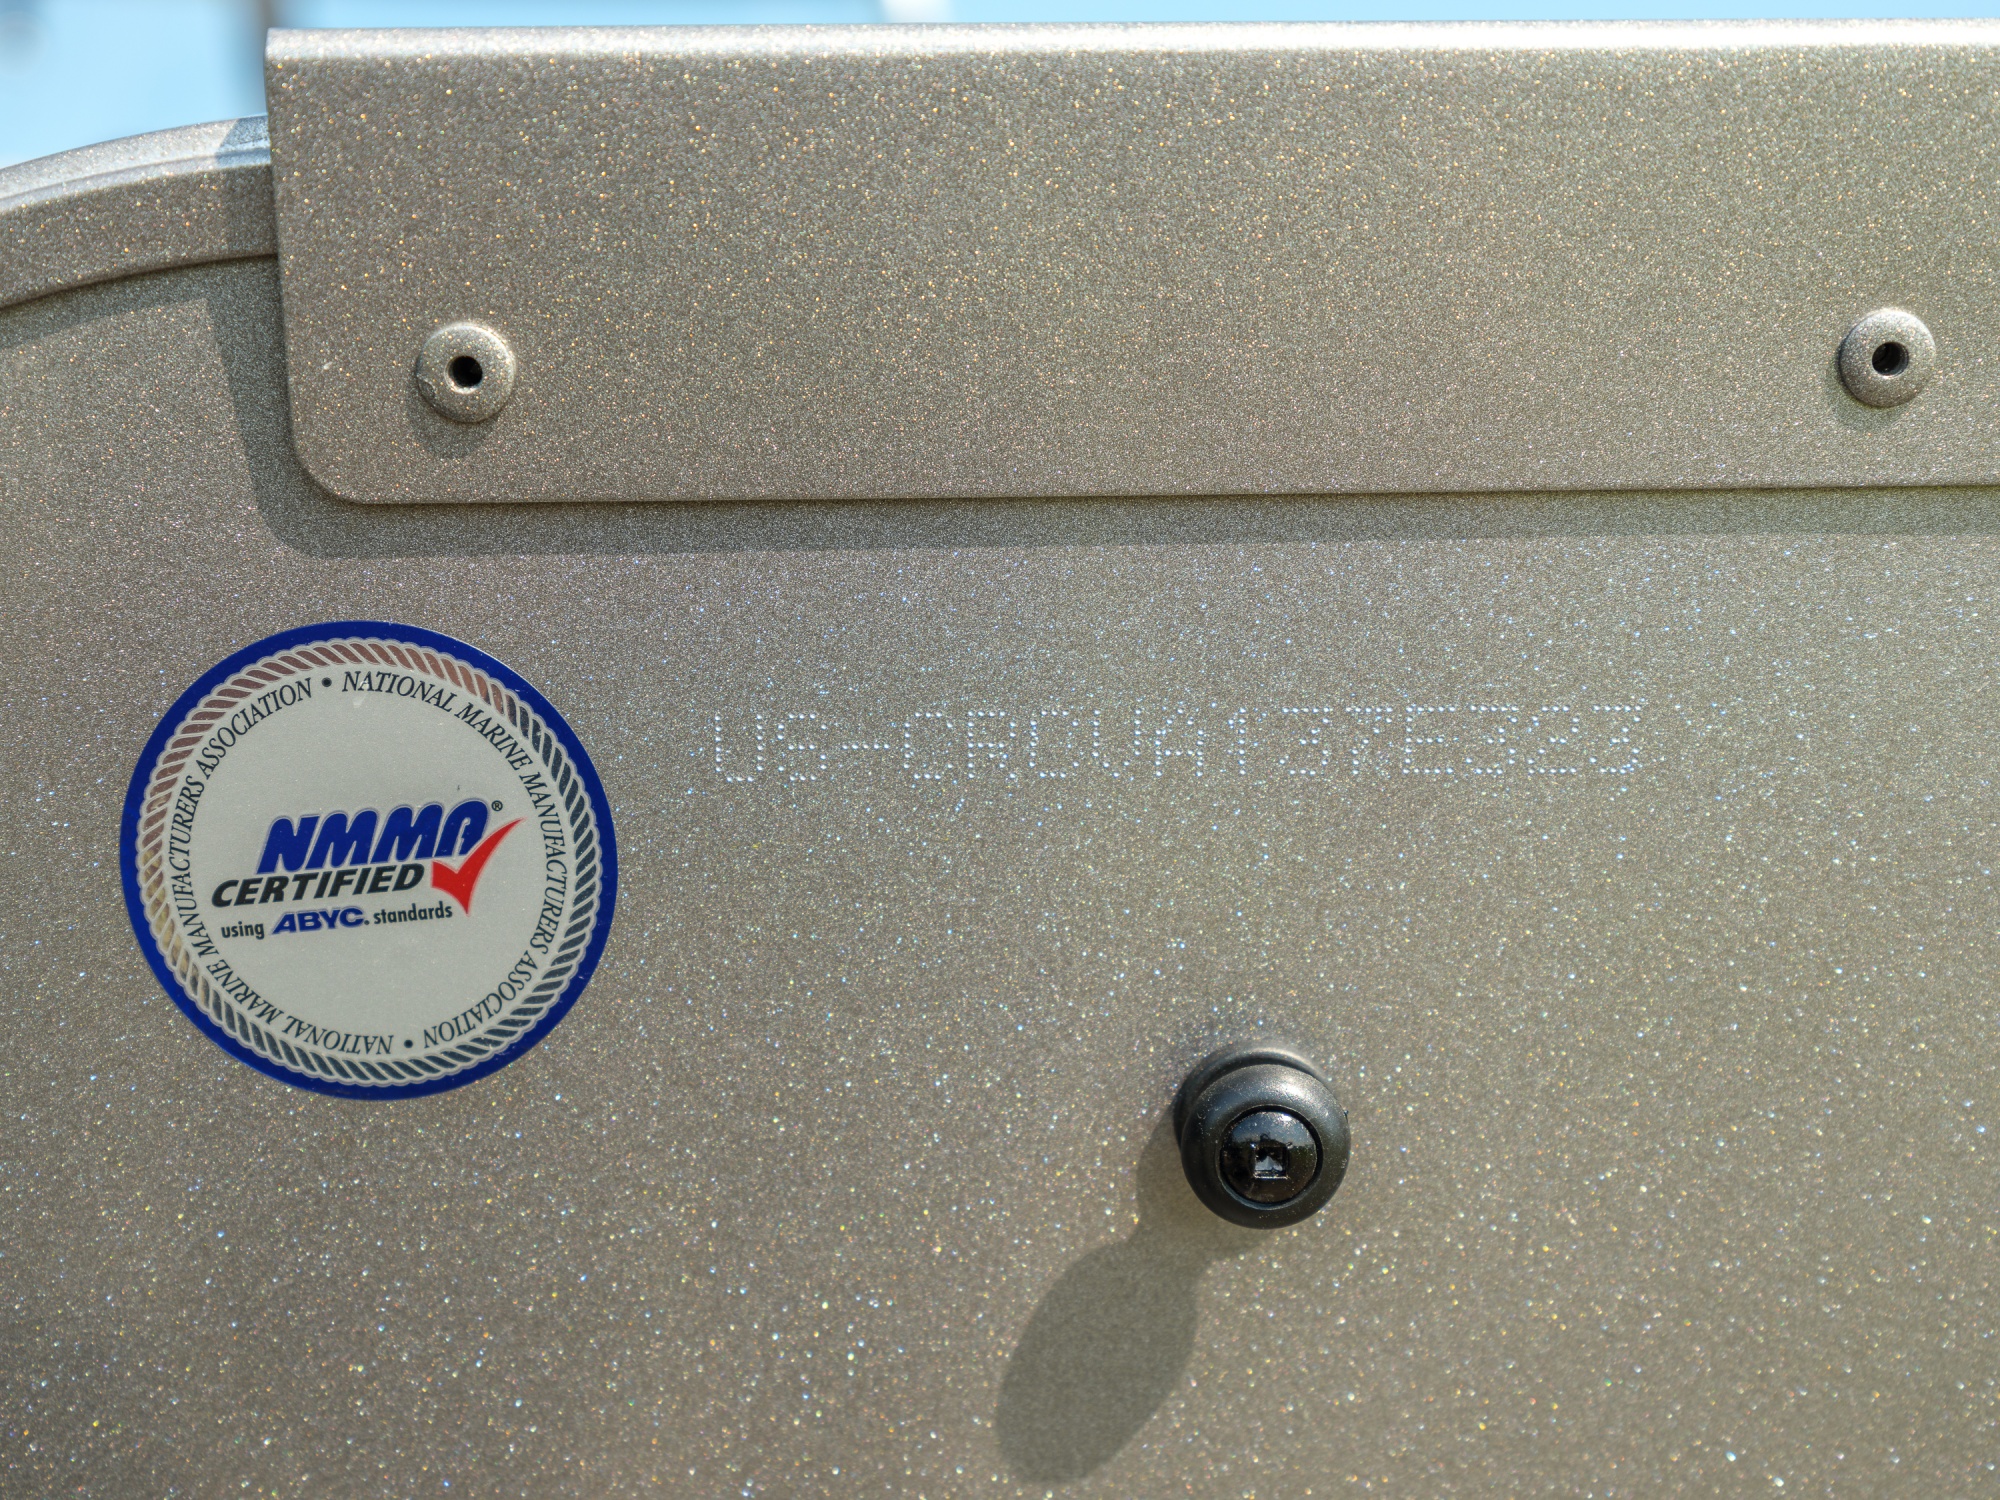 US-CRDVA137E323
NATIONAL MARINE MANUFACTURERS ASSOCIATION • NATIONAL MARINE MANUFACTURERS ASSOCIATION •
NMMA®
CERTIFIED
using ABYC. standards